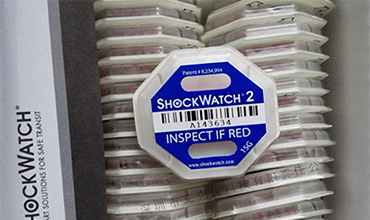 SHOCKWATCH®
ART SOLUTIONS FOR SAFE TRANSIT
Patent # 8,234,994
SHOCKWATCH® 2
A143634
INSPECT IF RED
15G
www.shockwatch.com